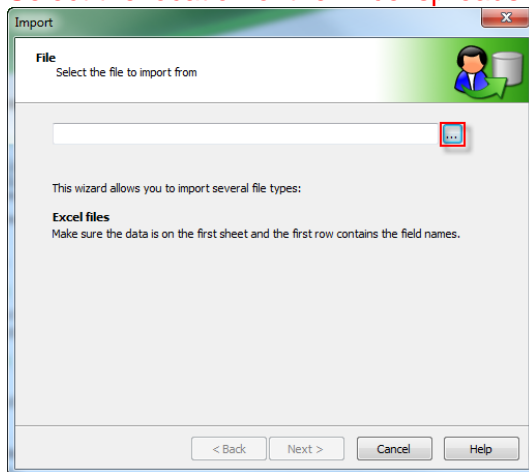 Import
File
Select the file to import from
...
This wizard allows you to import several file types:
Excel files
Make sure the data is on the first sheet and the first row contains the field names.
< Back Next > Cancel Help